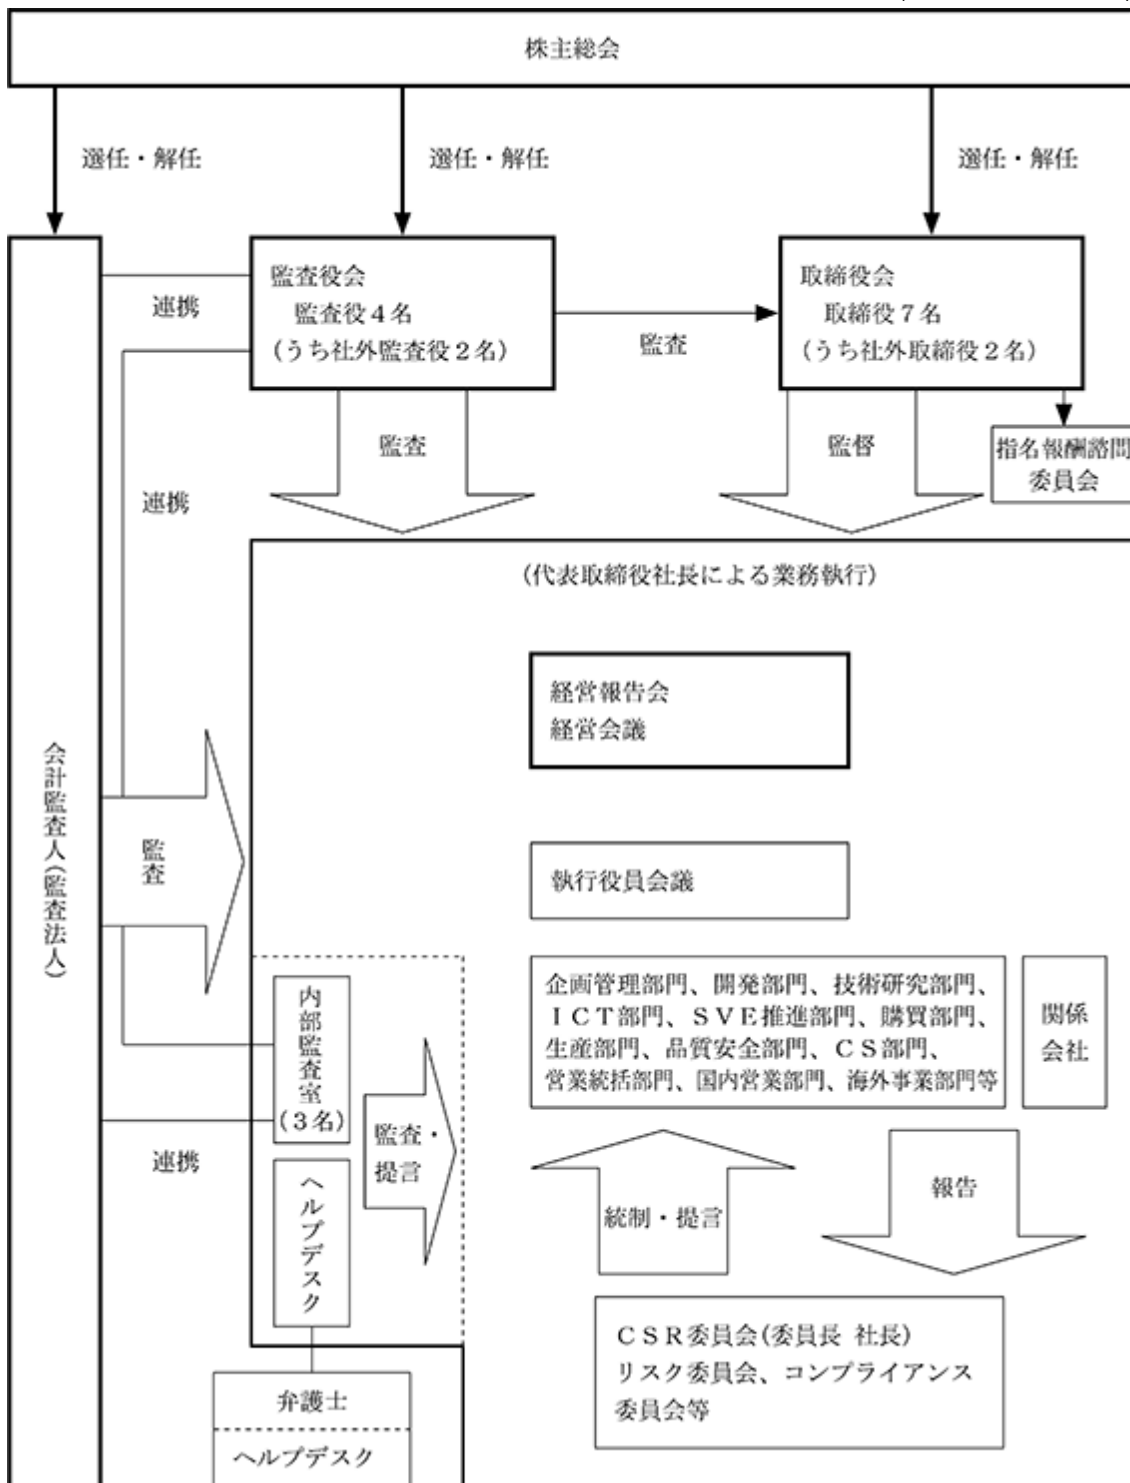 株主総会
選任・解任
選任・解任
選任・解任
監査役会
監査役4名
(うち社外監査役2名)
取締役会
取締役7名
(うち社外取締役2名)
連携
監査
監査
監督
指名報酬諮問
委員会
連携
(代表取締役社長による業務執行)
経営報告会
経営会議
会計監査人(監査法人)
監査
執行役員会議
企画管理部門、開発部門、技術研究部門、
ICT部門、SVE推進部門、購買部門、
生産部門、品質安全部門、CS部門、
営業統括部門、国内営業部門、海外事業部門等
関係
会社
内部監査室
(3名)
監査・
提言
連携
ヘルプデスク
統制・提言
報告
CSR委員会(委員長 社長)
リスク委員会、コンプライアンス
委員会等
弁護士
ヘルプデスク